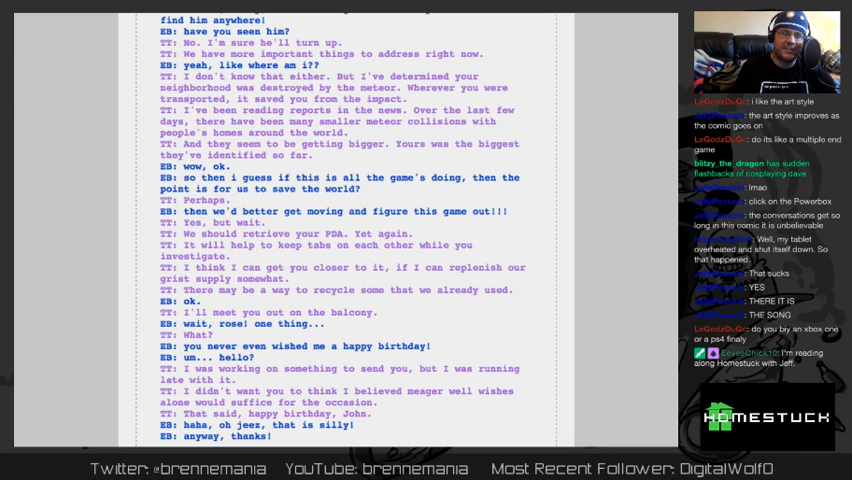 find him anywhere!
EB: have you seen him?
TT: No. I'm sure he'll turn up.
TT: We have more important things to address right now.
EB: yeah, like where am i??
TT: I don't know that either. But I've determined your
neighborhood was destroyed by the meteor. Wherever you were
transported, it saved you from the impact.
TT: I've been reading reports in the news. Over the last few
days, there have been many smaller meteor collisions with
people's homes around the world.
TT: And they seem to be getting bigger. Yours was the biggest
they've identified so far.
EB: wow, ok.
EB: so then i guess if this is all the game's doing, then the
point is for us to save the world?
TT: Perhaps.
EB: then we'd better get moving and figure this game out!!!
TT: Yes, but wait.
TT: We should retrieve your PDA. Yet again.
TT: It will help to keep tabs on each other while you
investigate.
TT: I think I can get you closer to it, if I can replenish our
grist supply somewhat.
TT: There may be a way to recycle some that we already used.
EB: ok.
TT: I'll meet you out on the balcony.
EB: wait, rose! one thing...
TT: What?
EB: you never even wished me a happy birthday!
EB: um... hello?
TT: I was working on something to send you, but I was running
late with it.
TT: I didn't want you to think I believed meager well wishes
alone would suffice for the occasion.
TT: That said, happy birthday, John.
EB: haha, oh jeez, that is silly!
EB: anyway, thanks!
LeGodzDuQc: i like the art style
: the art style improves as
the comic goes on
LeGodzDuQc: do its like a multiple end
game
blitzy_the_dragon has sudden
flashbacks of cosplaying dave
: lmao
: click on the Powerbox
: the conversations get so
long in this comic it is unbelievable
: Well, my tablet
overheated and shut itself down. So
that happened.
: That sucks
: YES
: THERE IT IS
: THE SONG
LeGodzDuQc: do you biy an xbox one
or a ps4 finaly
EeveeChick10: I'm reading
along Homestuck with Jeff.
HOMESTUCK
Twitter: @brennemania YouTube: brennemania Most Recent Follower: DigitalWolf0